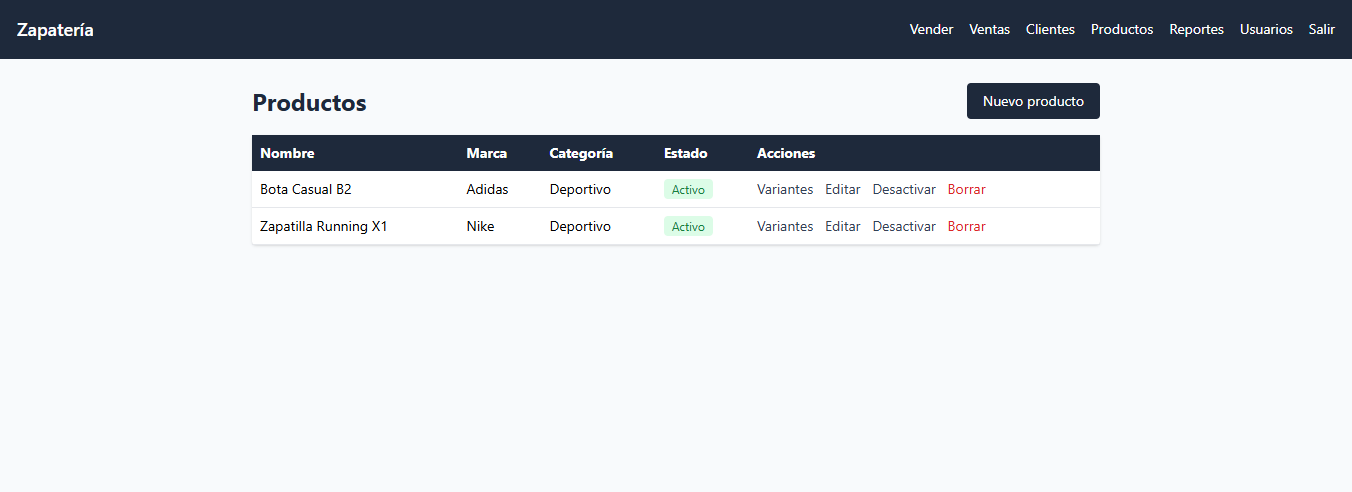 Zapatería Vender Ventas Clientes Productos Reportes Usuarios Salir
Productos Nuevo producto
Nombre Marca Categoría Estado Acciones
Bota Casual B2 Adidas Deportivo Activo Variantes Editar Desactivar Borrar
Zapatilla Running X1 Nike Deportivo Activo Variantes Editar Desactivar Borrar